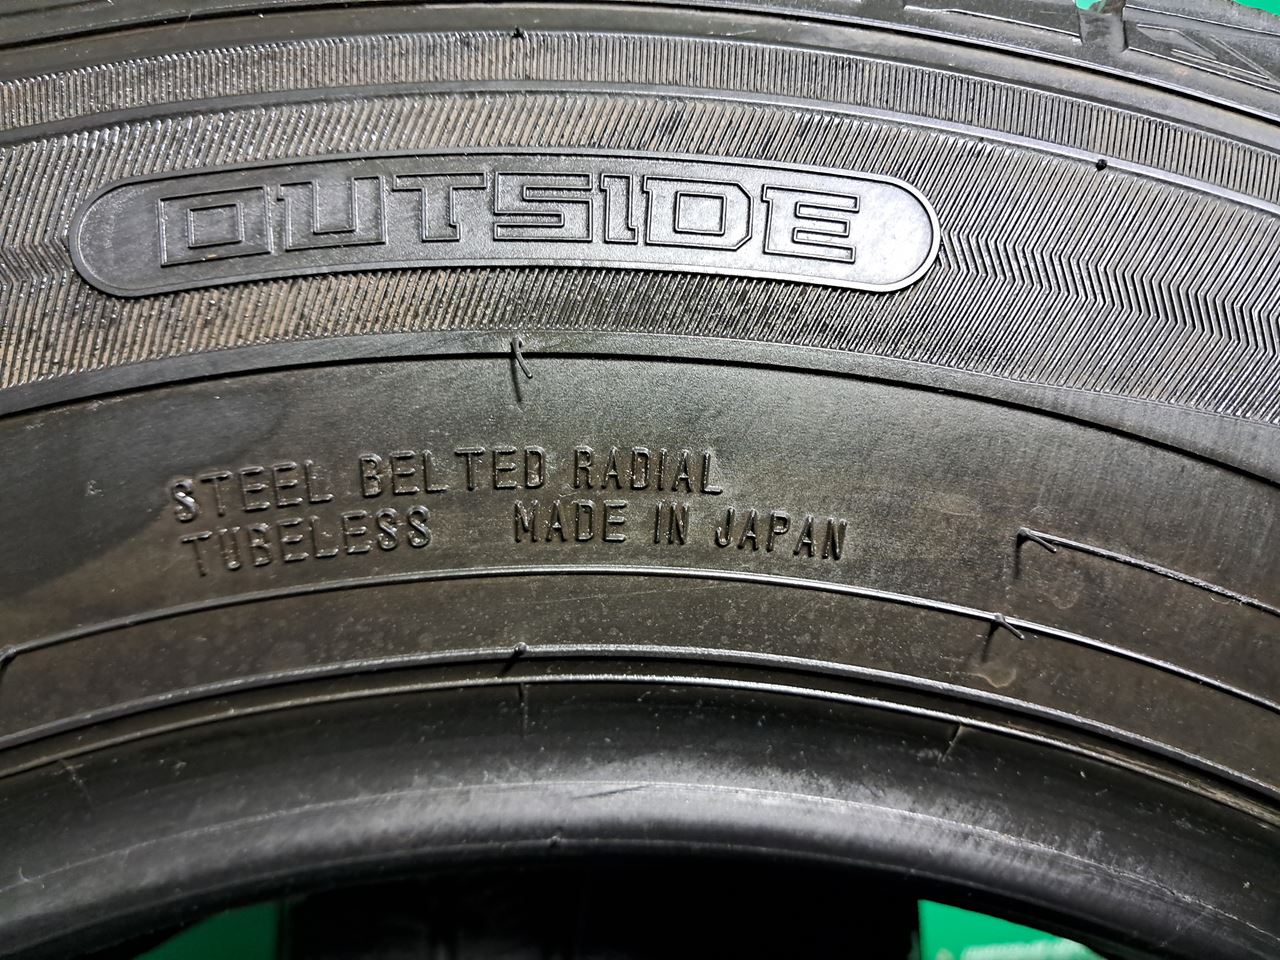 OUTSIDE
STEEL BELTED RADIAL
TUBELESS MADE IN JAPAN